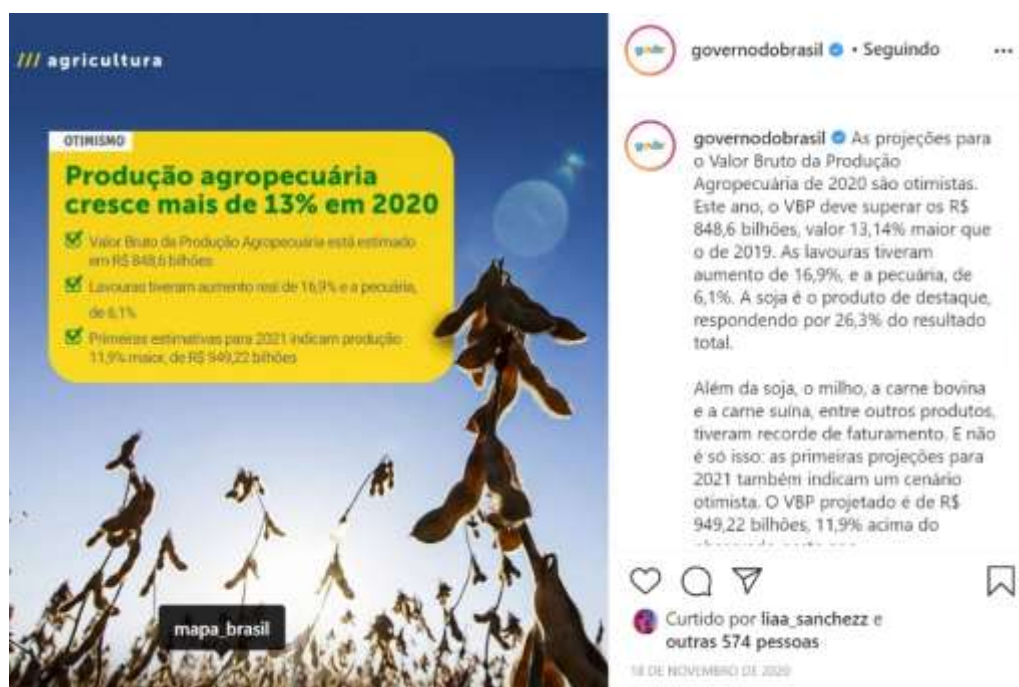 /// agricultura
OTIMISMO
Produção agropecuária
cresce mais de 13% em 2020
Valor Bruto da Produção Agropecuária está estimado
em R$ 848,6 bilhões
Lavouras tiveram aumento real de 16,9% e a pecuária,
de 6,1%
Primeiras estimativas para 2021 indicam produção
11,9% maior, de R$ 949,22 bilhões
mapa_brasil
governodobrasil • Seguindo
governodobrasil As projeções para
o Valor Bruto da Produção
Agropecuária de 2020 são otimistas.
Este ano, o VBP deve superar os R$
848,6 bilhões, valor 13,14% maior que
o de 2019. As lavouras tiveram
aumento de 16,9%, e a pecuária, de
6,1%. A soja é o produto de destaque,
respondendo por 26,3% do resultado
total.
Além da soja, o milho, a carne bovina
e a carne suína, entre outros produtos,
tiveram recorde de faturamento. E não
é só isso: as primeiras projeções para
2021 também indicam um cenário
otimista. O VBP projetado é de R$
949,22 bilhões, 11,9% acima do
Curtido por liaa_sanchezz e
outras 574 pessoas
18 DE NOVEMBRO DE 2020